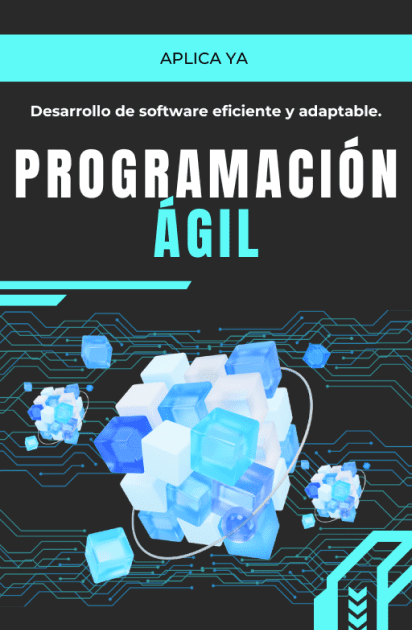 APLICA YA
Desarrollo de software eficiente y adaptable.
PROGRAMACIÓN
ÁGIL